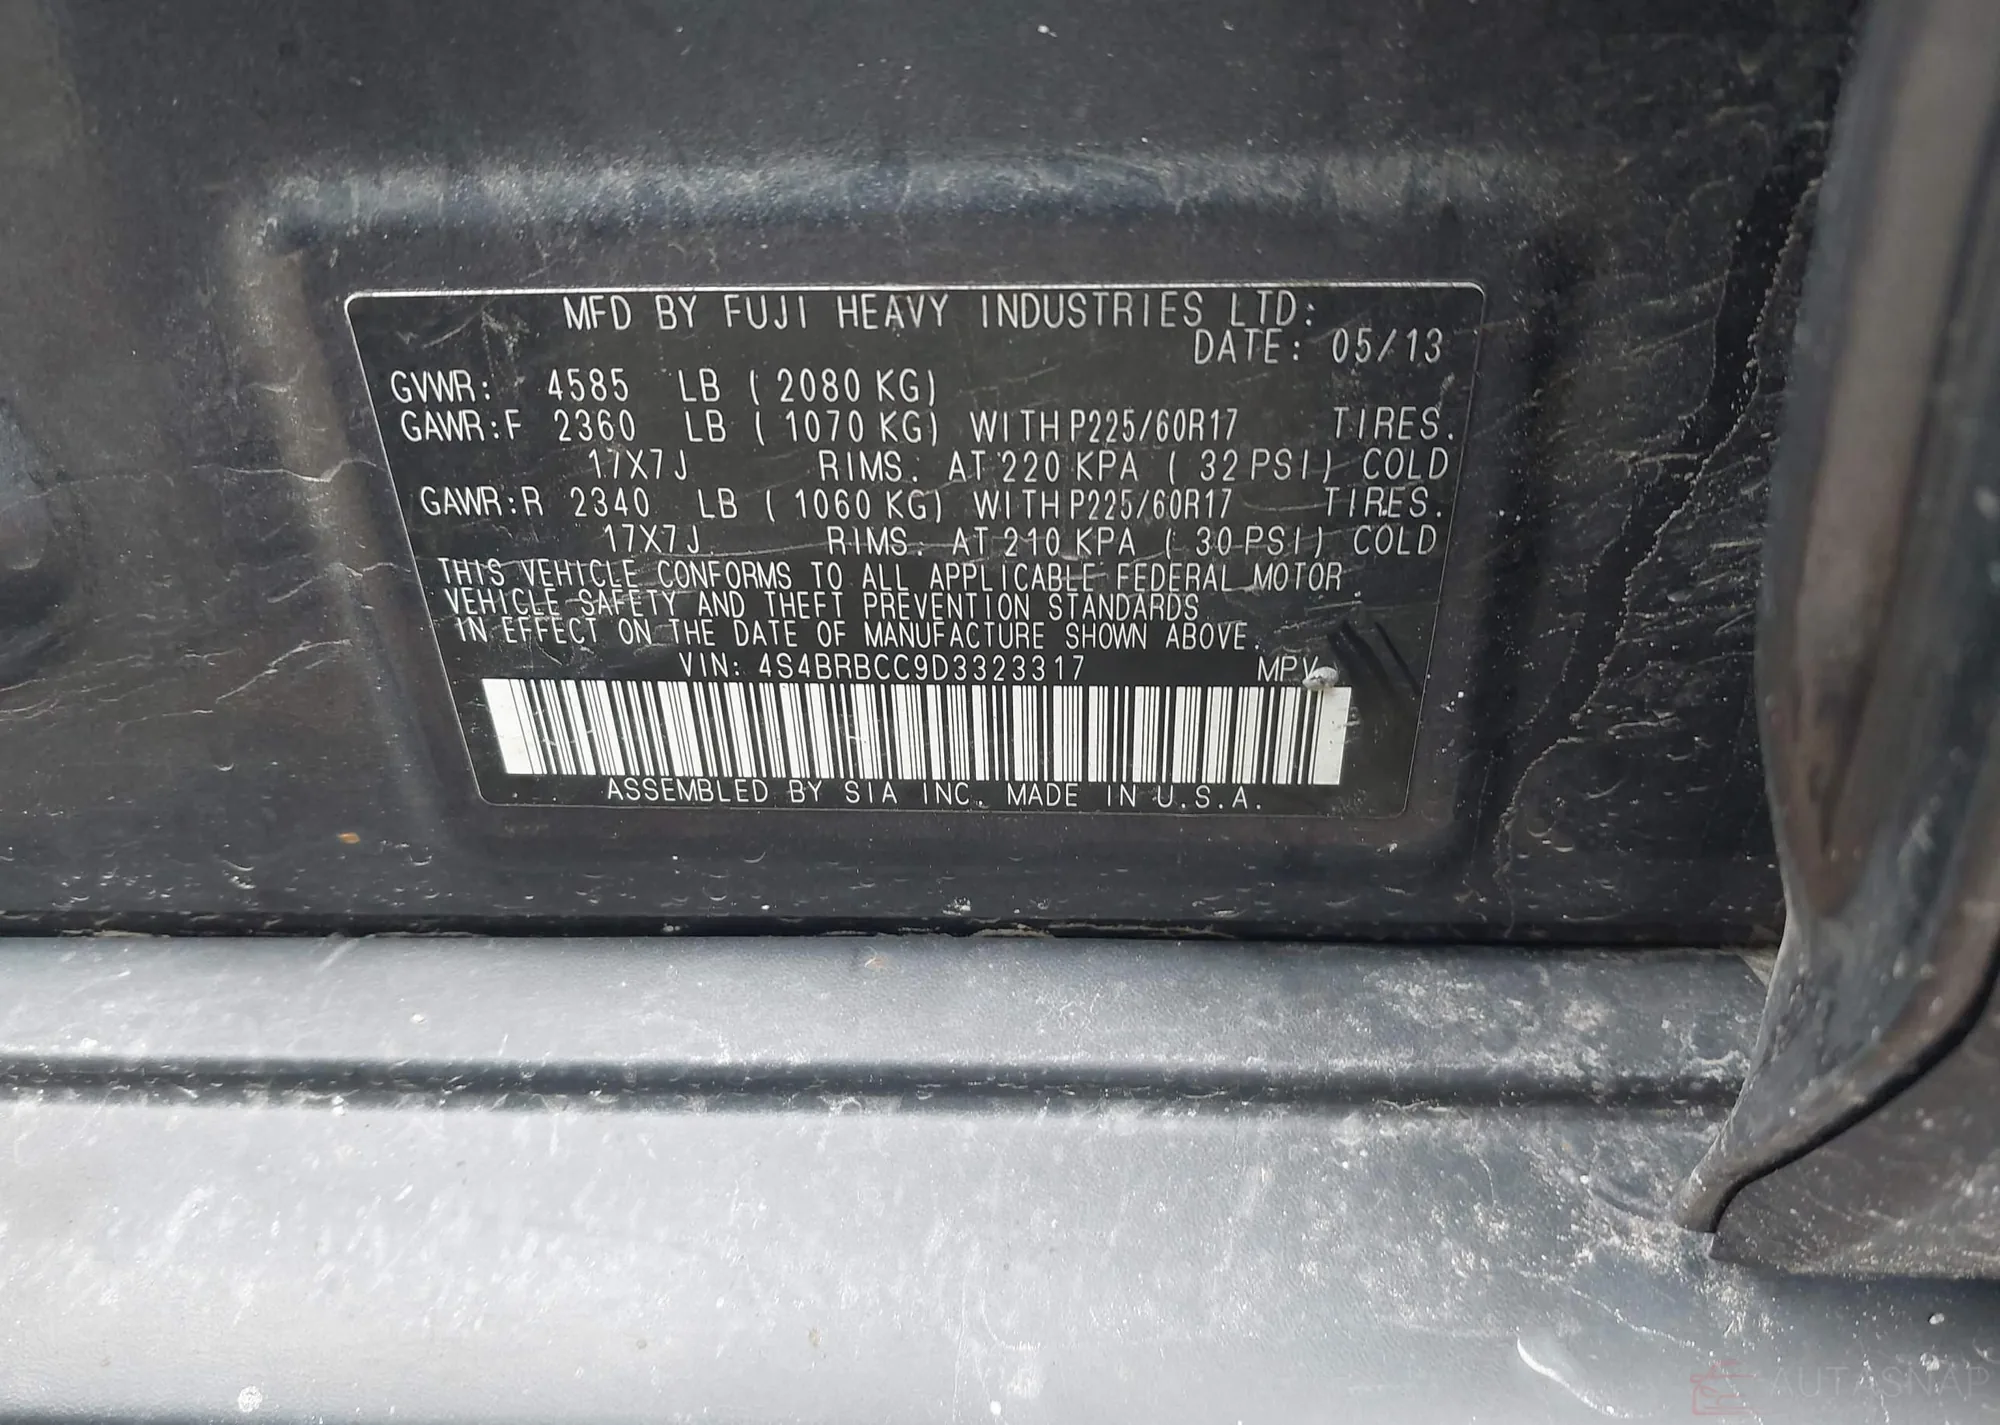 MFD BY FUJI HEAVY INDUSTRIES LTD:
DATE: 05/13
GVWR: 4585 LB ( 2080 KG)
GAWR:F 2360 LB ( 1070 KG) WITH P225/60R17 TIRES.
17X7J RIMS. AT 220 KPA ( 32 PSI) COLD
GAWR:R 2340 LB ( 1060 KG) WITH P225/60R17 TIRES.
17X7J RIMS. AT 210 KPA ( 30 PSI) COLD
THIS VEHICLE CONFORMS TO ALL APPLICABLE FEDERAL MOTOR
VEHICLE SAFETY AND THEFT PREVENTION STANDARDS
IN EFFECT ON THE DATE OF MANUFACTURE SHOWN ABOVE.
VIN: 4S4BRBCC9D3323317 MPV
ASSEMBLED BY SIA INC. MADE IN U.S.A.
AUTASNAP